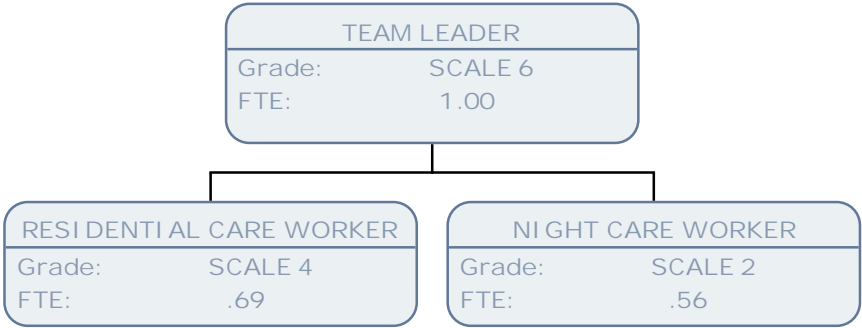 TEAM LEADER
Grade: SCALE 6
FTE: 1.00
RESIDENTIAL CARE WORKER
Grade: SCALE 4
FTE: .69
NIGHT CARE WORKER
Grade: SCALE 2
FTE: .56